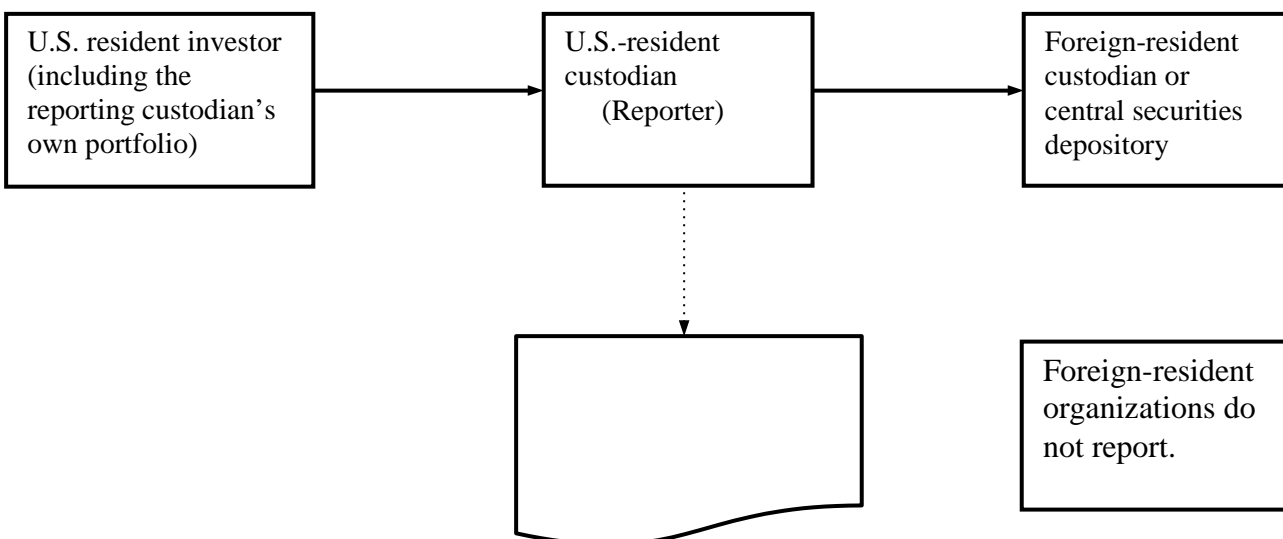 U.S. resident investor
(including the
reporting custodian’s
own portfolio)
U.S.-resident
custodian
(Reporter)
Foreign-resident
custodian or
central securities
depository
Foreign-resident
organizations do
not report.